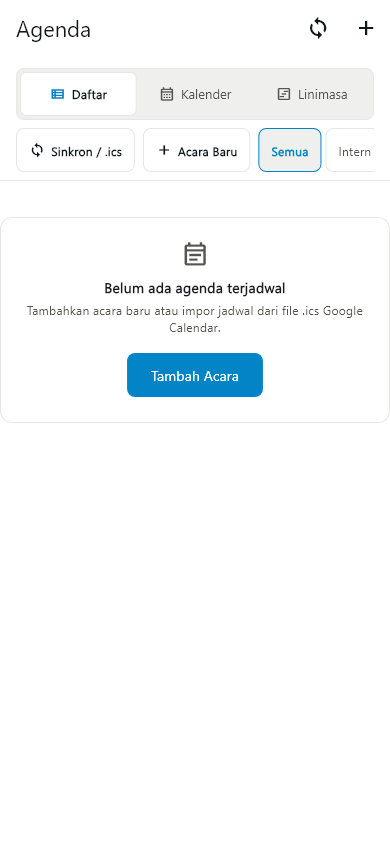 Agenda
Daftar
Kalender
Linimasa
Sinkron / .ics
Acara Baru
Semua
Intern
Belum ada agenda terjadwal
Tambahkan acara baru atau impor jadwal dari file .ics Google
Calendar.
Tambah Acara